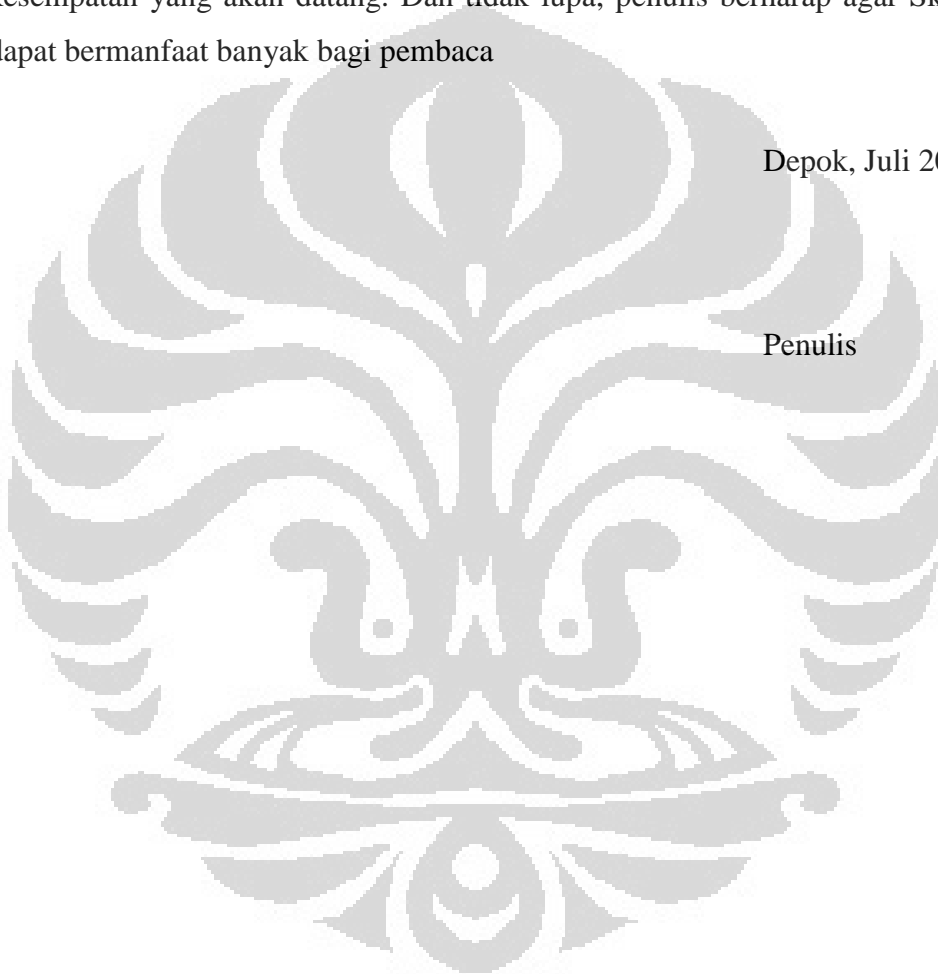 kesempatan yang akan datang. Dan tidak lupa, penulis berharap agar
dapat bermanfaat banyak bagi pembaca
Depok, Juli
Penulis